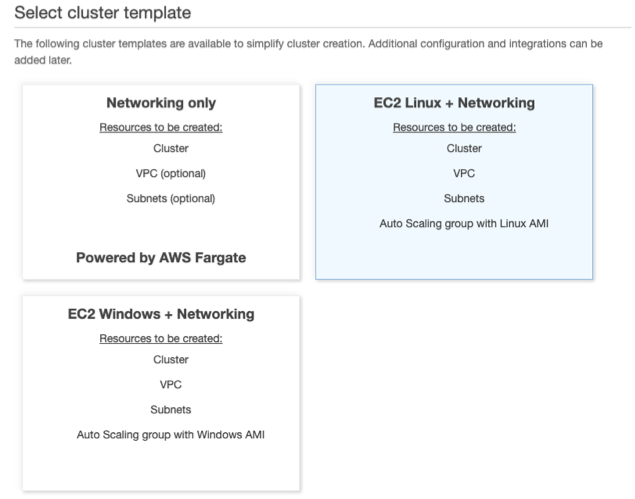 Select cluster template
The following cluster templates are available to simplify cluster creation. Additional configuration and integrations can be
added later.
Networking only
Resources to be created:
Cluster
VPC (optional)
Subnets (optional)
Powered by AWS Fargate
EC2 Linux + Networking
Resources to be created:
Cluster
VPC
Subnets
Auto Scaling group with Linux AMI
EC2 Windows + Networking
Resources to be created:
Cluster
VPC
Subnets
Auto Scaling group with Windows AMI